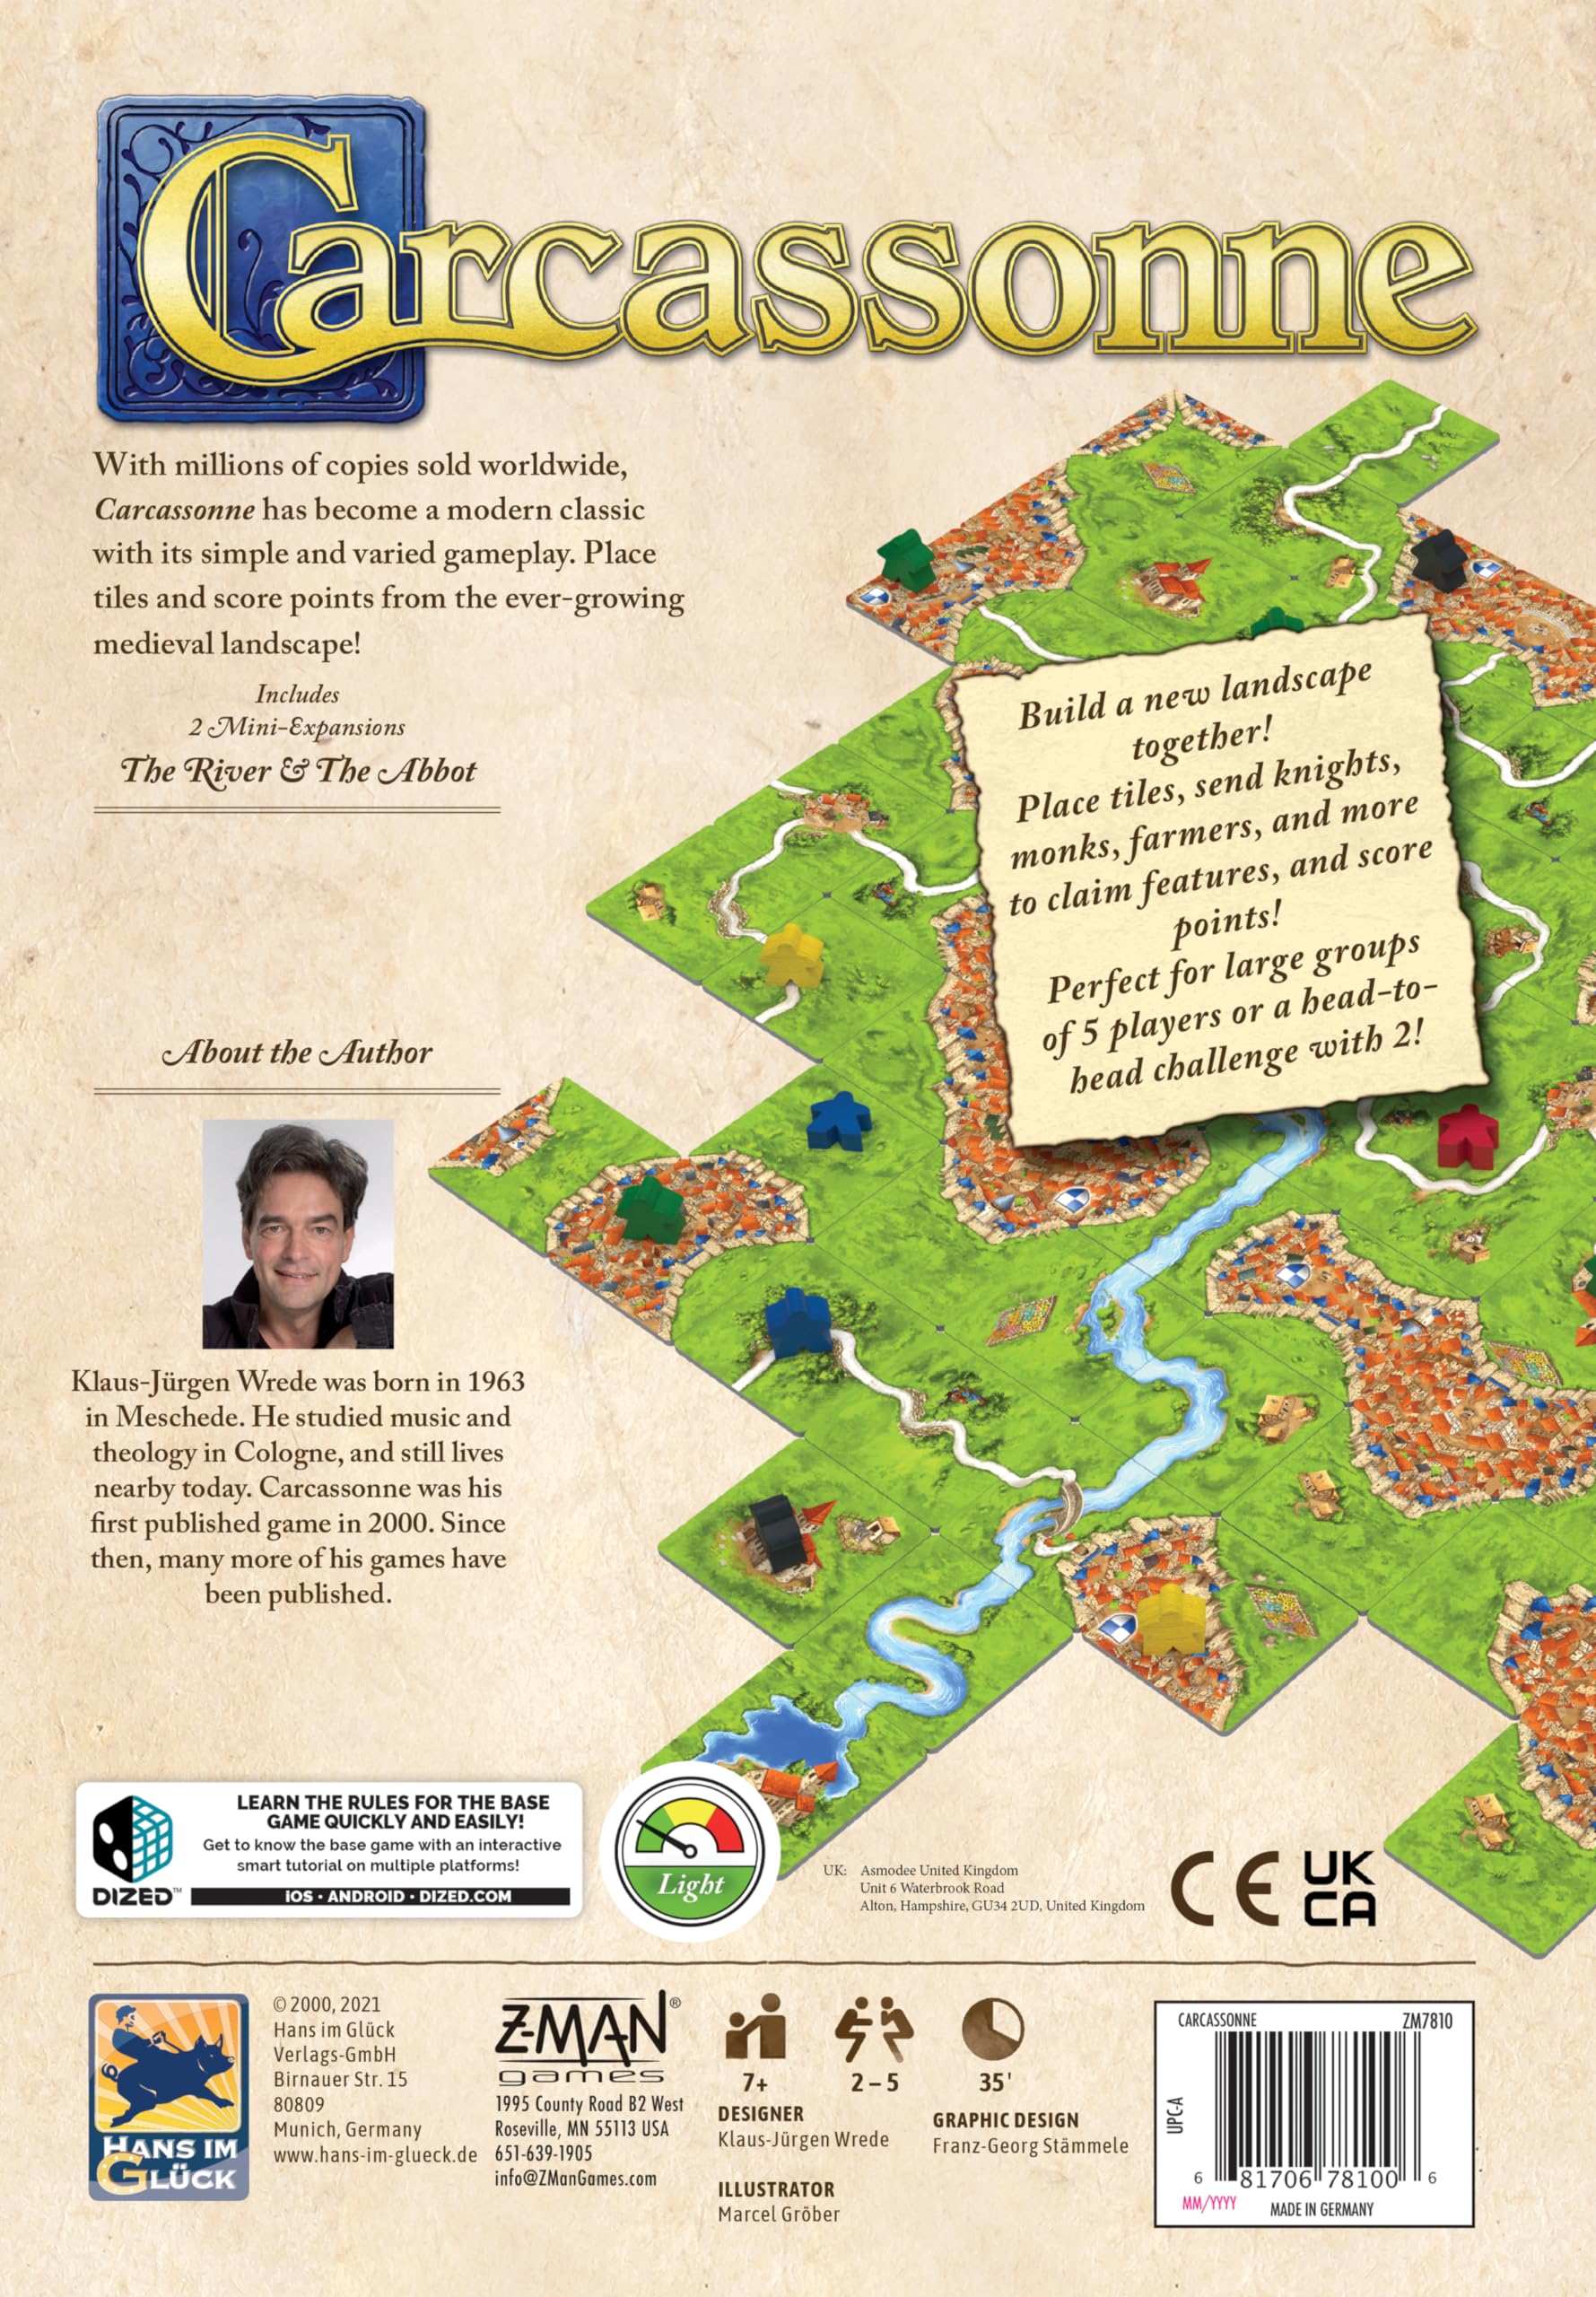 Carcassonne
With millions of copies sold worldwide,
Carcassonne has become a modern classic
with its simple and varied gameplay. Place
tiles and score points from the ever-growing
medieval landscape!
Includes
2 Mini-Expansions
The River & The Abbot
Build a new landscape
together!
Place tiles, send knights,
monks, farmers, and more
to claim features, and score
points!
Perfect for large groups
of 5 players or a head-to-
head challenge with 2!
About the Author
Klaus-Jürgen Wrede was born in 1963
in Meschede. He studied music and
theology in Cologne, and still lives
nearby today. Carcassonne was his
first published game in 2000. Since
then, many more of his games have
been published.
DIZED™
LEARN THE RULES FOR THE BASE
GAME QUICKLY AND EASILY!
Get to know the base game with an interactive
smart tutorial on multiple platforms!
iOS • ANDROID • DIZED.COM
Light
UK: Asmodee United Kingdom
Unit 6 Waterbrook Road
Alton, Hampshire, GU34 2UD, United Kingdom
CE
UK
CA
HANS IM
GLÜCK
© 2000, 2021
Hans im Glück
Verlags-GmbH
Birnauer Str. 15
80809
Munich, Germany
www.hans-im-glueck.de
Z-MAN®
games
1995 County Road B2 West
Roseville, MN 55113 USA
651-639-1905
info@ZManGames.com
7+
2–5
35'
DESIGNER
Klaus-Jürgen Wrede
ILLUSTRATOR
Marcel Gröber
GRAPHIC DESIGN
Franz-Georg Stämmele
CARCASSONNE ZM7810
UPC-A
6 81706 78100 6
MM/YYYY MADE IN GERMANY